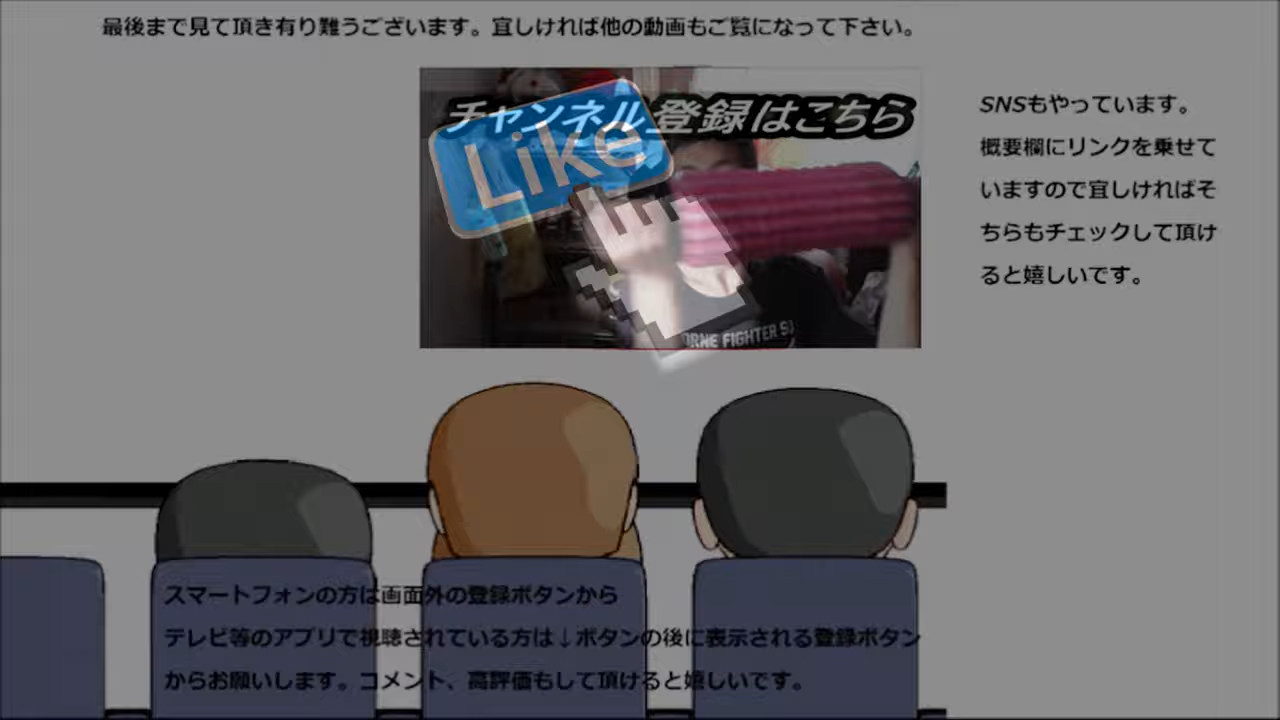 最後まで見て頂き有り難うございます。宜しければ他の動画もご覧になって下さい。
チャンネル登録はこちら
Like
SNSもやっています。
概要欄にリンクを乗せて
いますので宜しければそ
ちらもチェックして頂け
ると嬉しいです。
ORNE FIGHTER
スマートフォンの方は画面外の登録ボタンから
テレビ等のアプリで視聴されている方は↓ボタンの後に表示される登録ボタン
からお願いします。コメント、高評価もして頂けると嬉しいです。